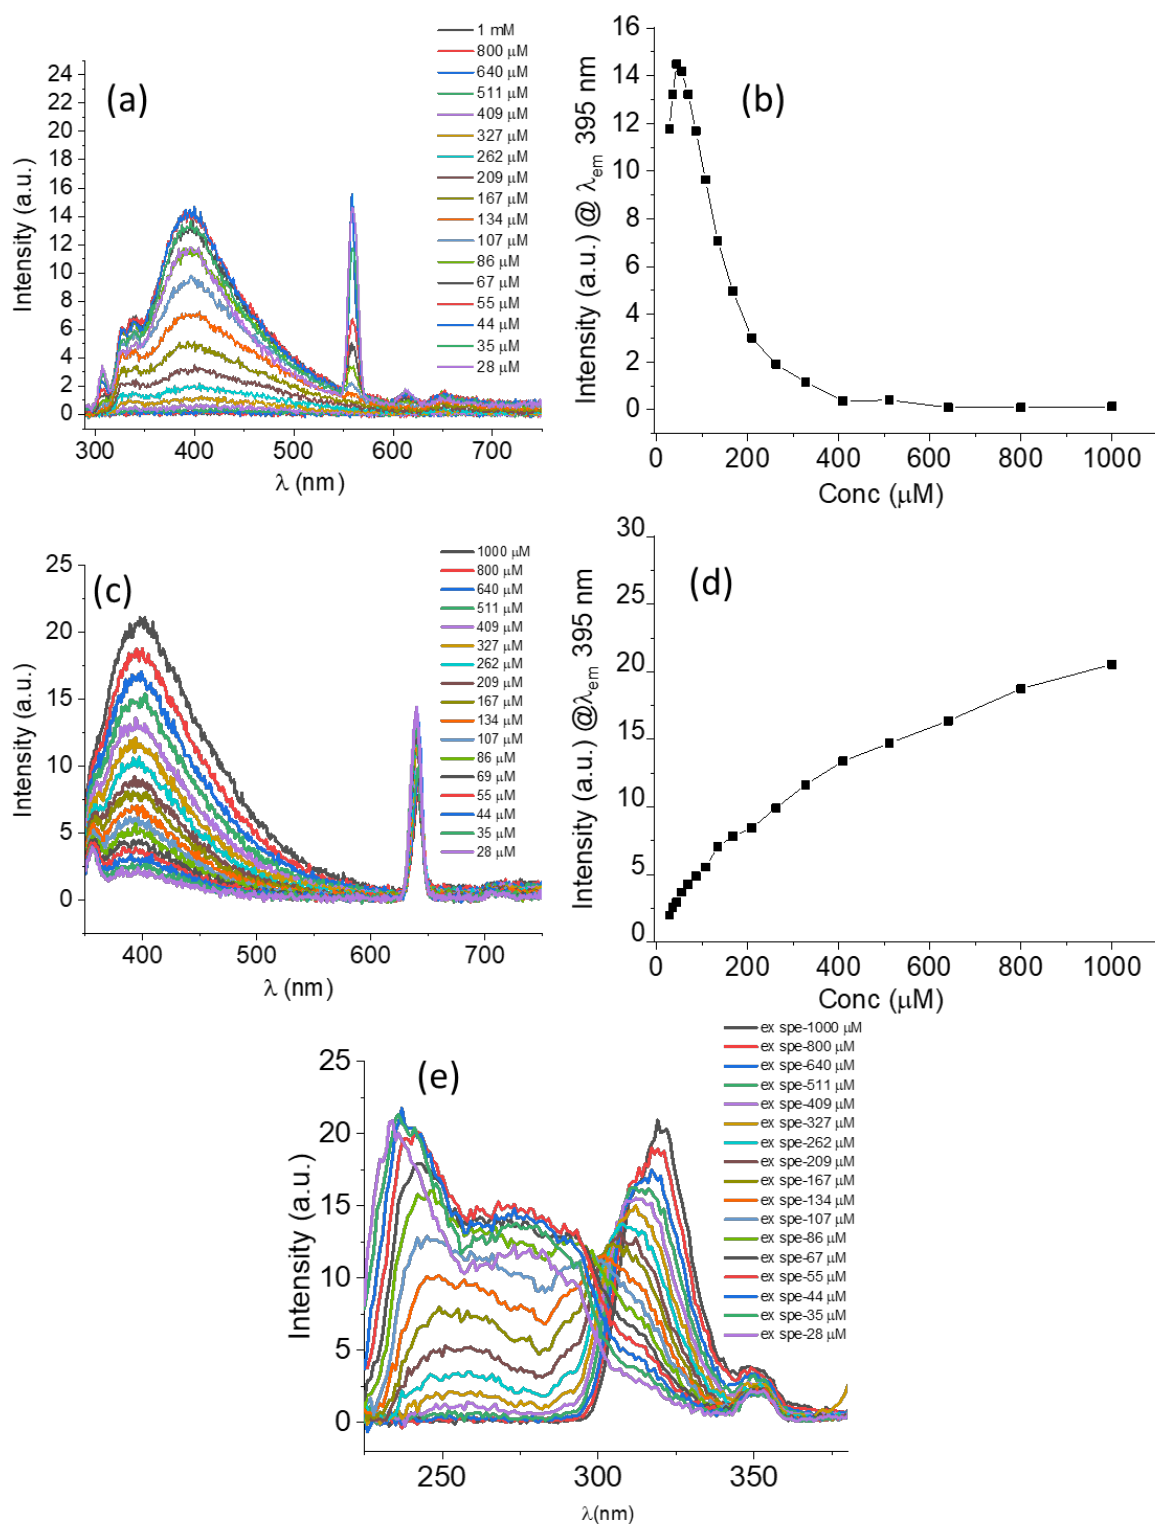 (a)
Intensity (a.u.)
24
22
20
18
16
14
12
10
8
6
4
2
0
300 400 500 600 700
λ (nm)
1 mM
800 μM
640 μM
511 μM
409 μM
327 μM
262 μM
209 μM
167 μM
134 μM
107 μM
86 μM
67 μM
55 μM
44 μM
35 μM
28 μM
(b)
Intensity (a.u.) @ λem 395 nm
16
14
12
10
8
6
4
2
0
0 200 400 600 800 1000
Conc (μM)
(c)
Intensity (a.u.)
25
20
15
10
5
0
400 500 600 700
λ (nm)
1000 μM
800 μM
640 μM
511 μM
409 μM
327 μM
262 μM
209 μM
167 μM
134 μM
107 μM
86 μM
69 μM
55 μM
44 μM
35 μM
28 μM
(d)
Intensity (a.u.) @λem 395 nm
30
25
20
15
10
5
0
0 200 400 600 800 1000
Conc (μM)
(e)
Intensity (a.u.)
25
20
15
10
5
0
250 300 350
λ(nm)
ex spe-1000 μM
ex spe-800 μM
ex spe-640 μM
ex spe-511 μM
ex spe-409 μM
ex spe-327 μM
ex spe-262 μM
ex spe-209 μM
ex spe-167 μM
ex spe-134 μM
ex spe-107 μM
ex spe-86 μM
ex spe-67 μM
ex spe-55 μM
ex spe-44 μM
ex spe-35 μM
ex spe-28 μM